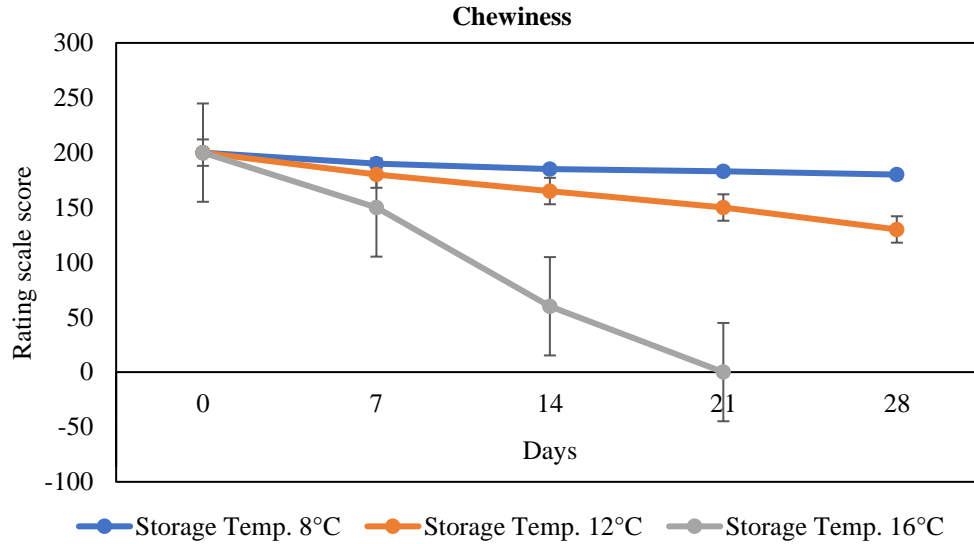 Chewiness
300
250
200
150
100
50
0
-50
-100
Rating scale score
0 7 14 21 28
Days
Storage Temp. 8°C Storage Temp. 12°C Storage Temp. 16°C